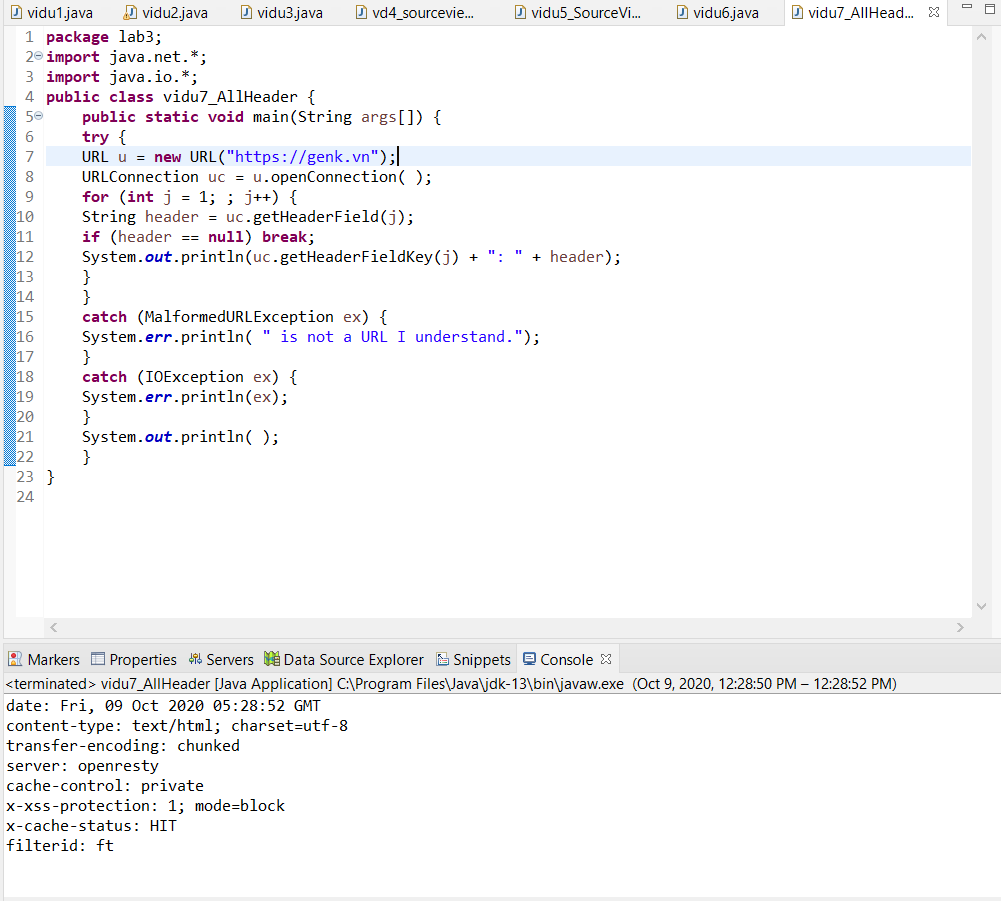 vidu1.java vidu2.java vidu3.java vd4_sourcevie... vidu5_SourceVi... vidu6.java vidu7_AllHead...
1 package lab3;
2 import java.net.*;
3 import java.io.*;
4 public class vidu7_AllHeader {
5 public static void main(String args[]) {
6 try {
7 URL u = new URL("https://genk.vn");
8 URLConnection uc = u.openConnection( );
9 for (int j = 1; ; j++) {
10 String header = uc.getHeaderField(j);
11 if (header == null) break;
12 System.out.println(uc.getHeaderFieldKey(j) + ": " + header);
13 }
14 }
15 catch (MalformedURLException ex) {
16 System.err.println( " is not a URL I understand.");
17 }
18 catch (IOException ex) {
19 System.err.println(ex);
20 }
21 System.out.println( );
22 }
23 }
24
Markers Properties Servers Data Source Explorer Snippets Console
<terminated> vidu7_AllHeader [Java Application] C:\Program Files\Java\jdk-13\bin\javaw.exe (Oct 9, 2020, 12:28:50 PM – 12:28:52 PM)
date: Fri, 09 Oct 2020 05:28:52 GMT
content-type: text/html; charset=utf-8
transfer-encoding: chunked
server: openresty
cache-control: private
x-xss-protection: 1; mode=block
x-cache-status: HIT
filterid: ft